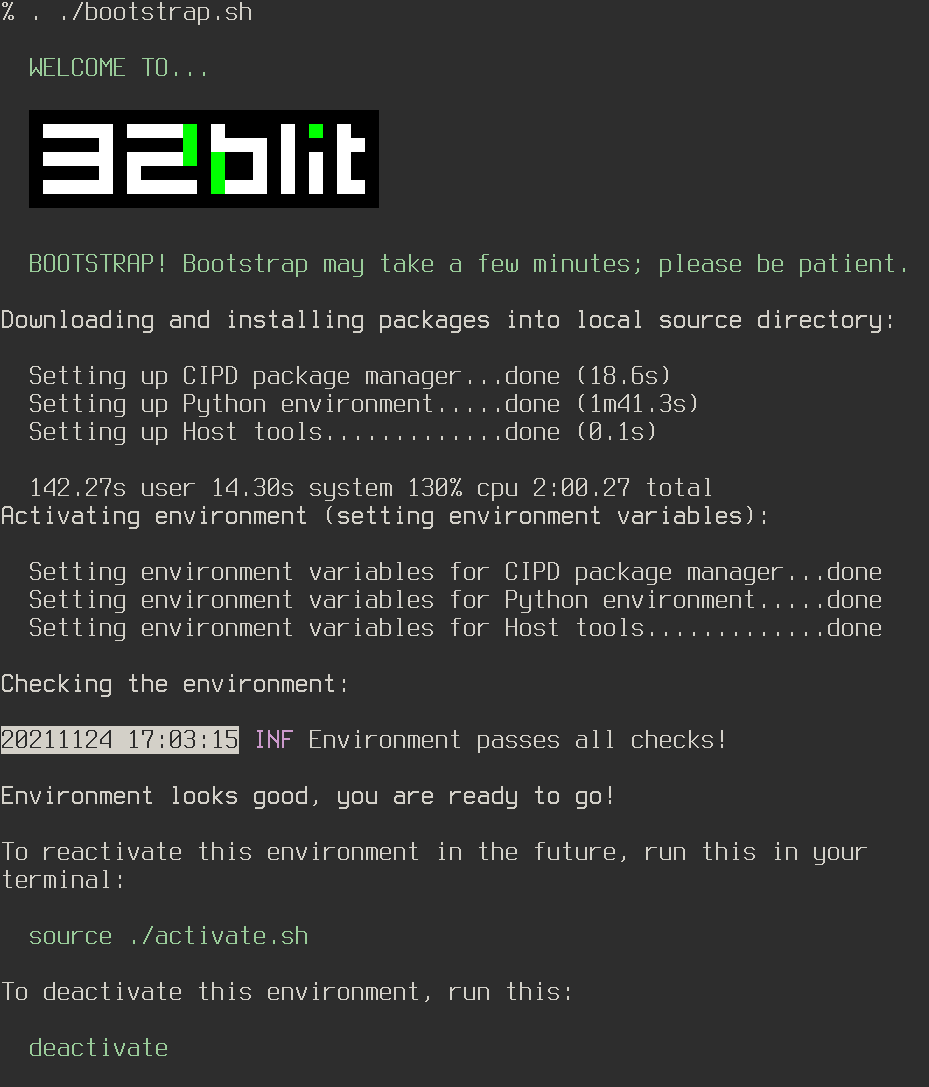 % . ./bootstrap.sh
WELCOME TO...
32blit
BOOTSTRAP! Bootstrap may take a few minutes; please be patient.
Downloading and installing packages into local source directory:
Setting up CIPD package manager...done (18.6s)
Setting up Python environment.....done (1m41.3s)
Setting up Host tools.............done (0.1s)
142.27s user 14.30s system 130% cpu 2:00.27 total
Activating environment (setting environment variables):
Setting environment variables for CIPD package manager...done
Setting environment variables for Python environment.....done
Setting environment variables for Host tools.............done
Checking the environment:
20211124 17:03:15 INF Environment passes all checks!
Environment looks good, you are ready to go!
To reactivate this environment in the future, run this in your
terminal:
source ./activate.sh
To deactivate this environment, run this:
deactivate